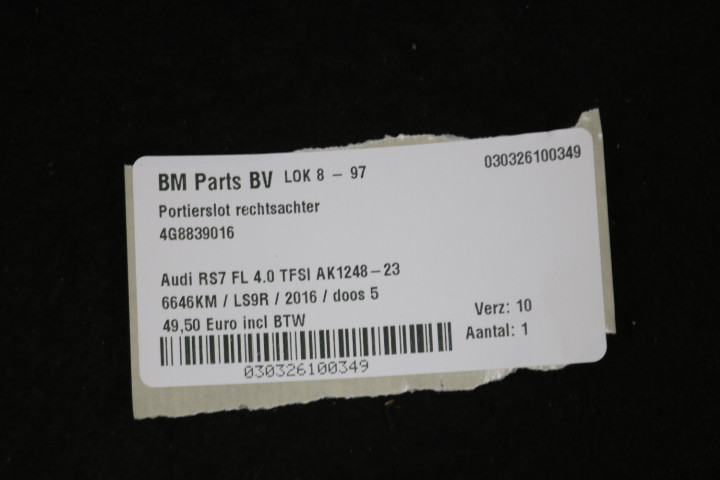 BM Parts BV LOK 8 - 97 030326100349
Portierslot rechtsachter
4G8839016
Audi RS7 FL 4.0 TFSI AK1248-23
6646KM / LS9R / 2016 / doos 5
49,50 Euro incl BTW Verz: 10
Aantal: 1
030326100349